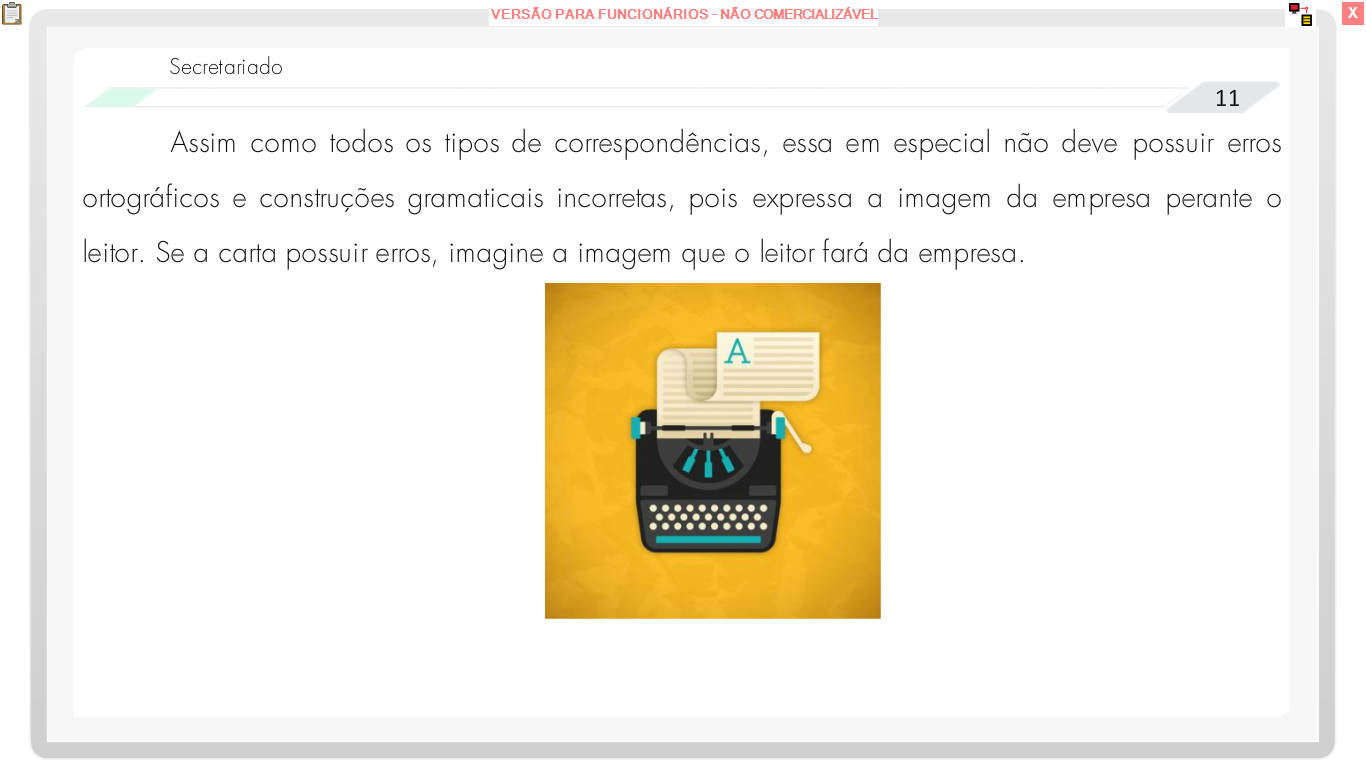 VERSÃO PARA FUNCIONÁRIOS - NÃO COMERCIALIZÁVEL
X
Secretariado
11
Assim como todos os tipos de correspondências, essa em especial não deve possuir erros
ortográficos e construções gramaticais incorretas, pois expressa a imagem da empresa perante o
leitor. Se a carta possuir erros, imagine a imagem que o leitor fará da empresa.
A